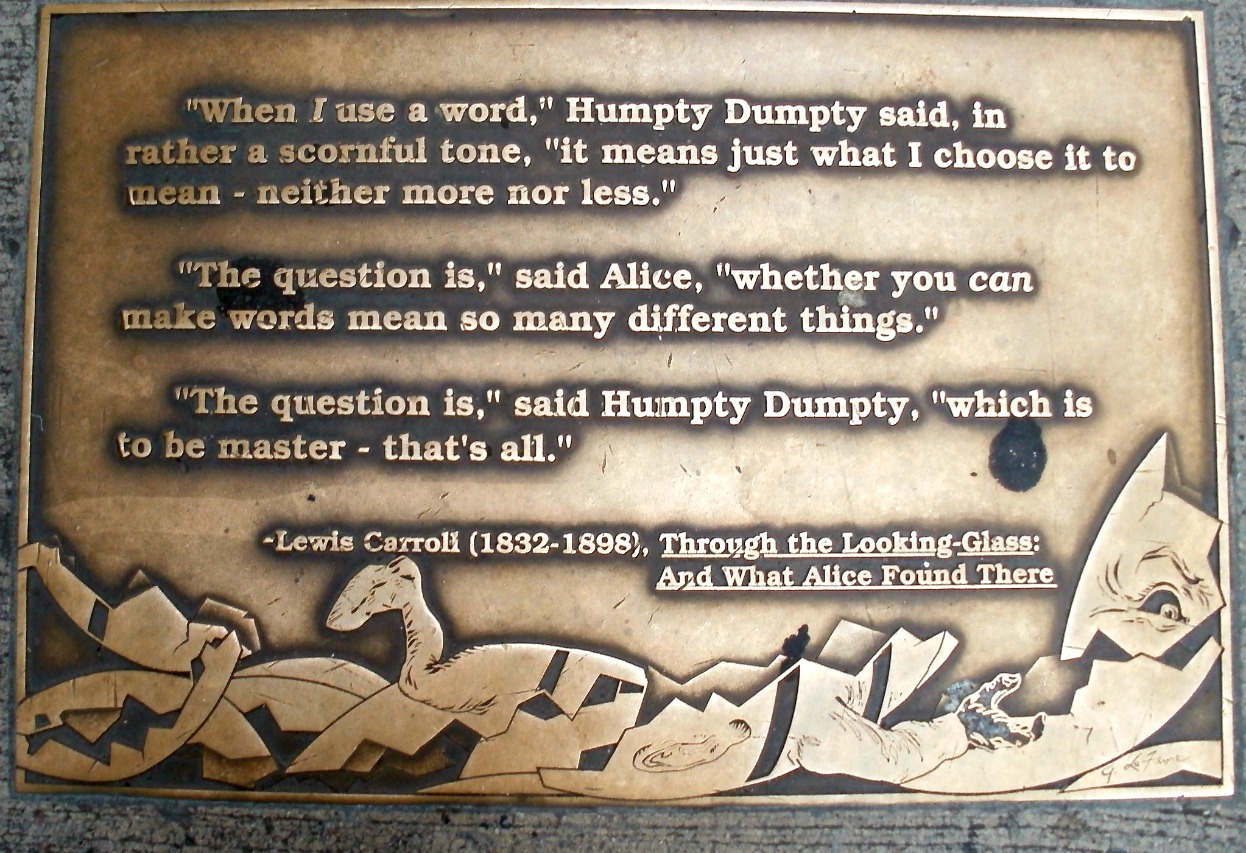 "When I use a word," Humpty Dumpty said, in
rather a scornful tone, "it means just what I choose it to
mean - neither more nor less."
"The question is," said Alice, "whether you can
make words mean so many different things."
"The question is," said Humpty Dumpty, "which is
to be master - that's all."
-Lewis Carroll (1832-1898), Through the Looking-Glass:
And What Alice Found There
G. LeFevre